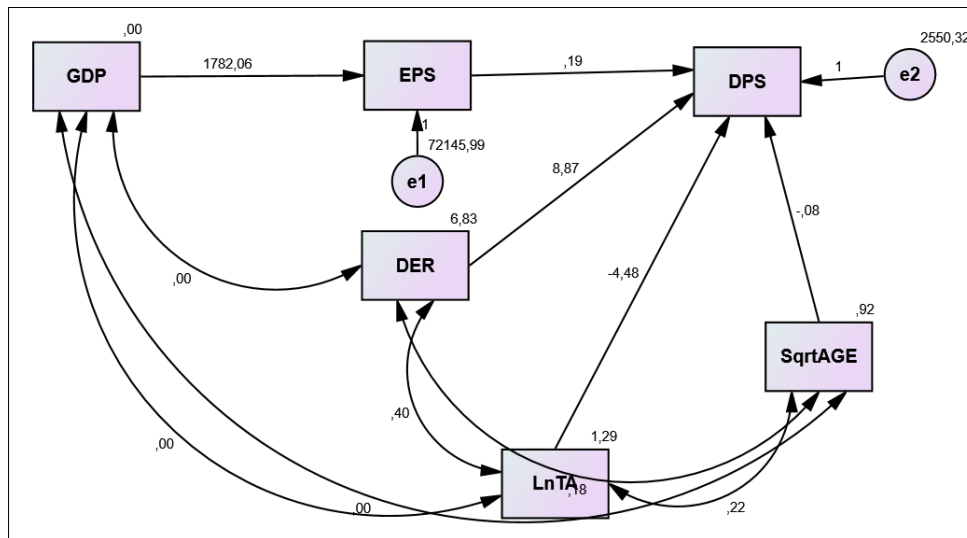 ,00
2550,32
GDP
1782,06
EPS
,19
DPS
1
e2
1
72145,99
e1
8,87
6,83
DER
-,08
,00
-4,48
,92
SqrtAGE
,40
1,29
,00
LnTA
,18
,00
,22